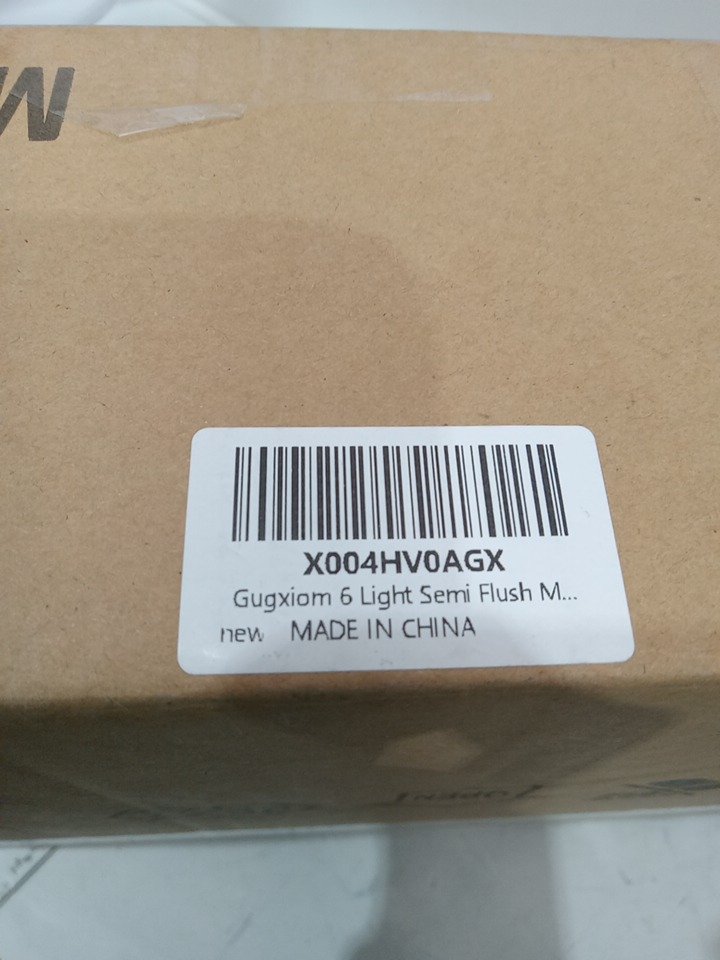 M
X004HV0AGX
Gugxiom 6 Light Semi Flush M...
new MADE IN CHINA